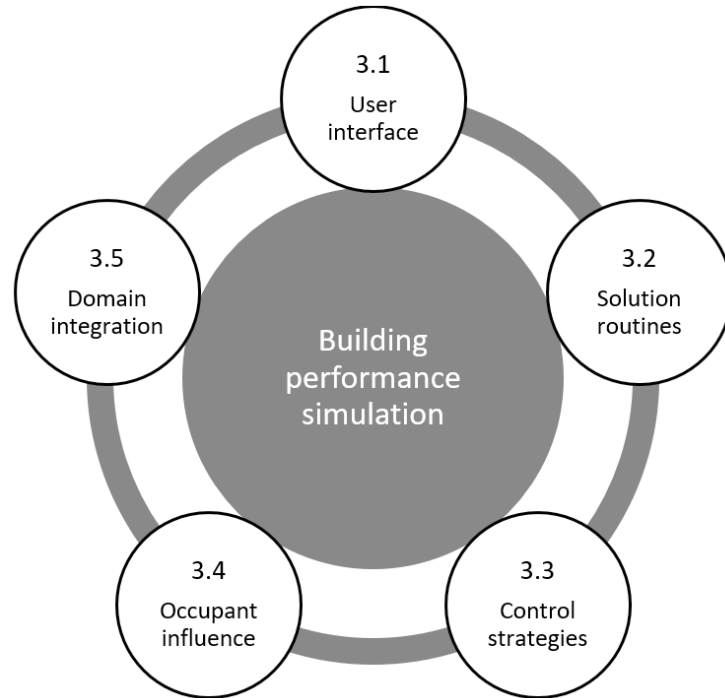 3.1
User
interface
3.5
Domain
integration
3.2
Solution
routines
Building
performance
simulation
3.4
Occupant
influence
3.3
Control
strategies